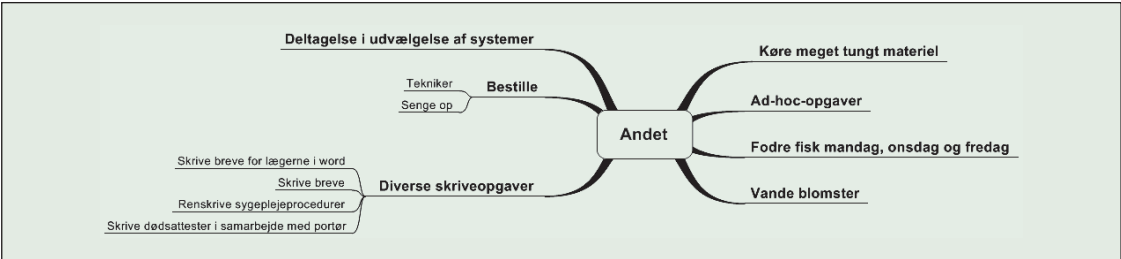 Andet
Deltagelse i udvælgelse af systemer
Bestille
Tekniker
Senge op
Diverse skriveopgaver
Skrive breve for lægerne i word
Skrive breve
Renskrive sygeplejeprocedurer
Skrive dødsattester i samarbejde med portør
Køre meget tungt materiel
Ad-hoc-opgaver
Fodre fisk mandag, onsdag og fredag
Vande blomster